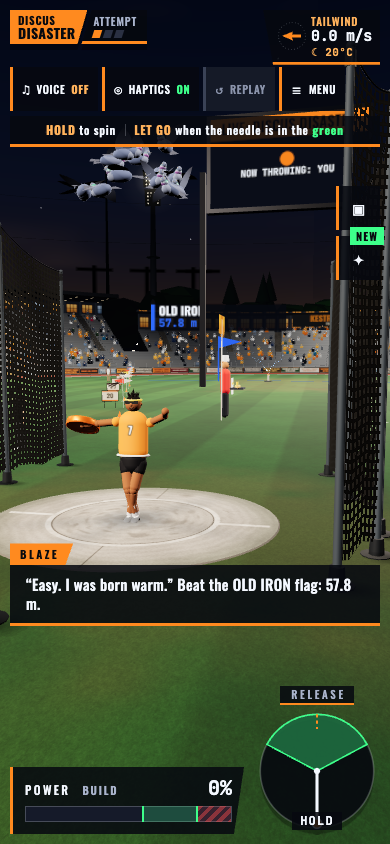 DISCUS
DISASTER
ATTEMPT
TAILWIND
0.0 m/s
☾ 20°C
♫ VOICE OFF
◎ HAPTICS ON
↺ REPLAY
≡ MENU
HOLD to spin | LET GO when the needle is in the green
NOW THROWING: YOU
NEW
OLD IRON
57.8 m
20
7
BLAZE
“Easy. I was born warm.” Beat the OLD IRON flag: 57.8
m.
RELEASE
POWER BUILD 0%
HOLD